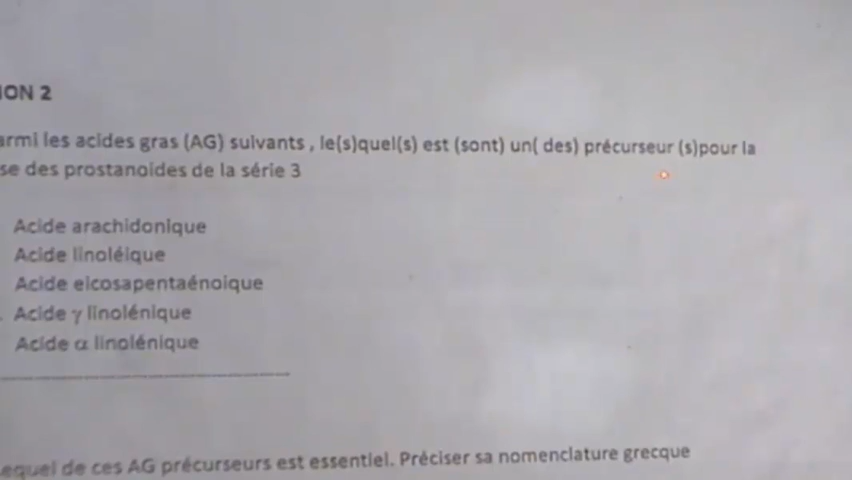 ION 2
armi les acides gras (AG) suivants , le(s)quel(s) est (sont) un( des) précurseur (s)pour la
se des prostanoides de la série 3
Acide arachidonique
Acide linoléique
Acide eicosapentaénoique
Acide γ linolénique
Acide α linolénique
equel de ces AG précurseurs est essentiel. Préciser sa nomenclature grecque